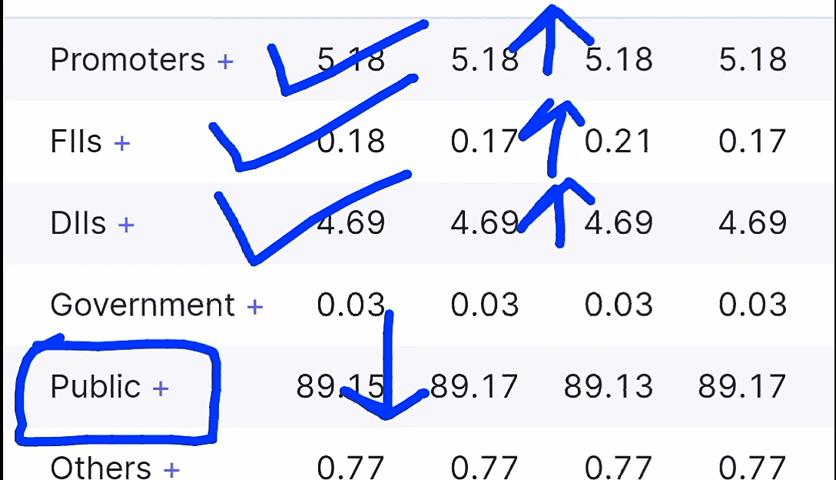 Promoters + 5.18 5.18 5.18 5.18
FIIs + 0.18 0.17 0.21 0.17
DIIs + 4.69 4.69 4.69 4.69
Government + 0.03 0.03 0.03 0.03
Public + 89.15 89.17 89.13 89.17
Others + 0.77 0.77 0.77 0.77